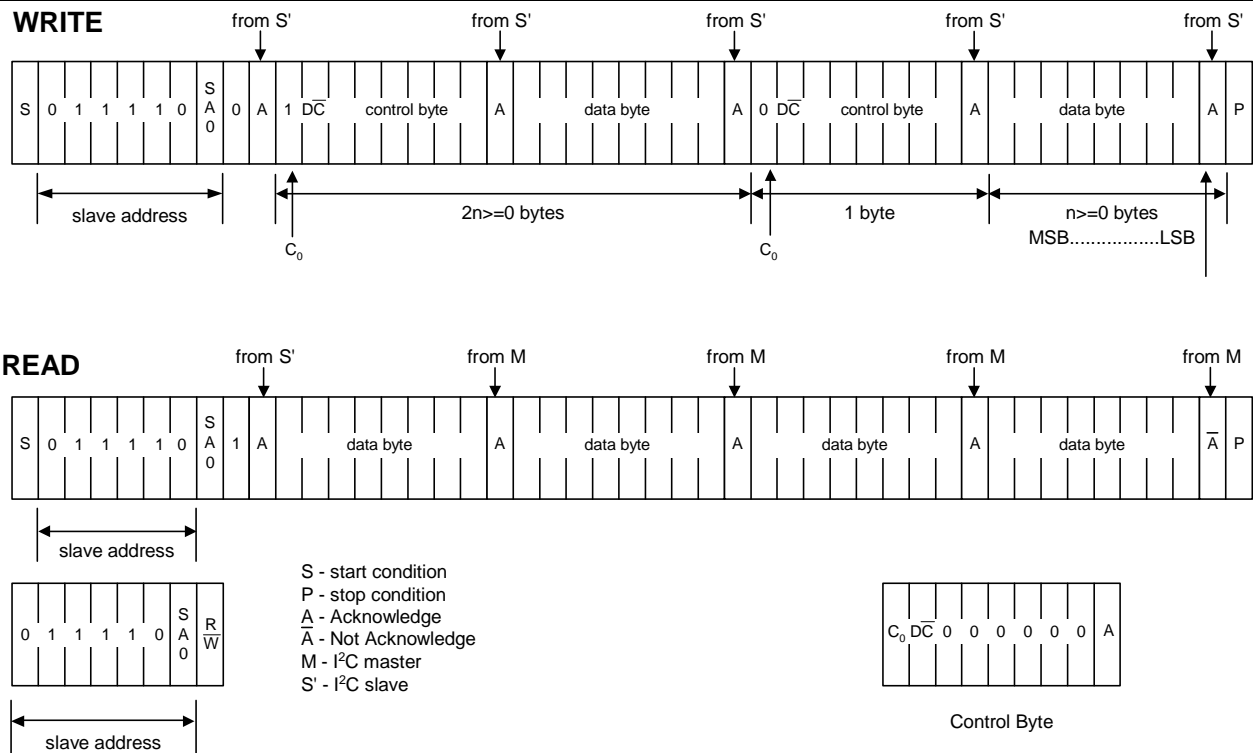 WRITE
from S' from S' from S' from S' from S'
S 0 1 1 1 1 0 SA0 0 A 1 DC̅ control byte A data byte A 0 DC̅ control byte A data byte A P
slave address 2n>=0 bytes 1 byte n>=0 bytes
MSB.................LSB
C₀ C₀
READ
from S' from M from M from M from M
S 0 1 1 1 1 0 SA0 1 A data byte A data byte A data byte A data byte A̅ P
slave address
0 1 1 1 1 0 SA0 R/W̅
slave address
S - start condition
P - stop condition
A - Acknowledge
A̅ - Not Acknowledge
M - I²C master
S' - I²C slave
C₀ DC̅ 0 0 0 0 0 0 A
Control Byte